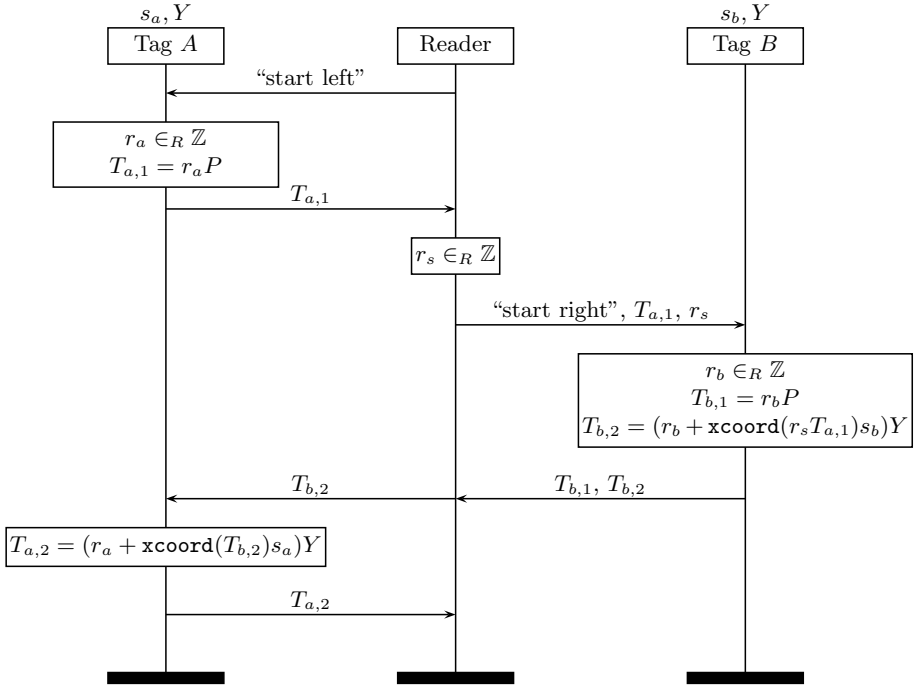 s_a, Y
s_b, Y
Tag A
Reader
Tag B
“start left”
r_a ∈_R ℤ
T_{a,1} = r_a P
T_{a,1}
r_s ∈_R ℤ
“start right”, T_{a,1}, r_s
r_b ∈_R ℤ
T_{b,1} = r_b P
T_{b,2} = (r_b + xcoord(r_s T_{a,1})s_b)Y
T_{b,2}
T_{b,1}, T_{b,2}
T_{a,2} = (r_a + xcoord(T_{b,2})s_a)Y
T_{a,2}